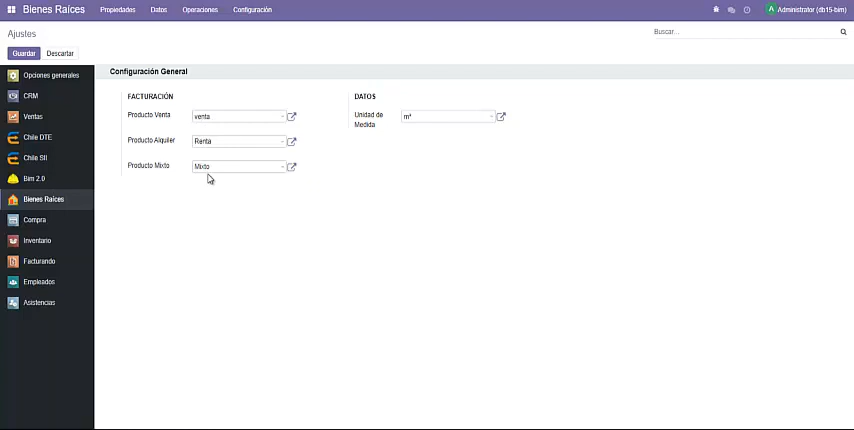 Bienes Raíces Propiedades Datos Operaciones Configuración Administrator (db15-bim)
Ajustes
Buscar...
Guardar Descartar
Opciones generales
CRM
Ventas
Chile DTE
Chile SII
Bim 2.0
Bienes Raíces
Compra
Inventario
Facturando
Empleados
Asistencias
Configuración General
FACTURACIÓN
Producto Venta venta
Producto Alquiler Renta
Producto Mixto Mixto
DATOS
Unidad de
Medida